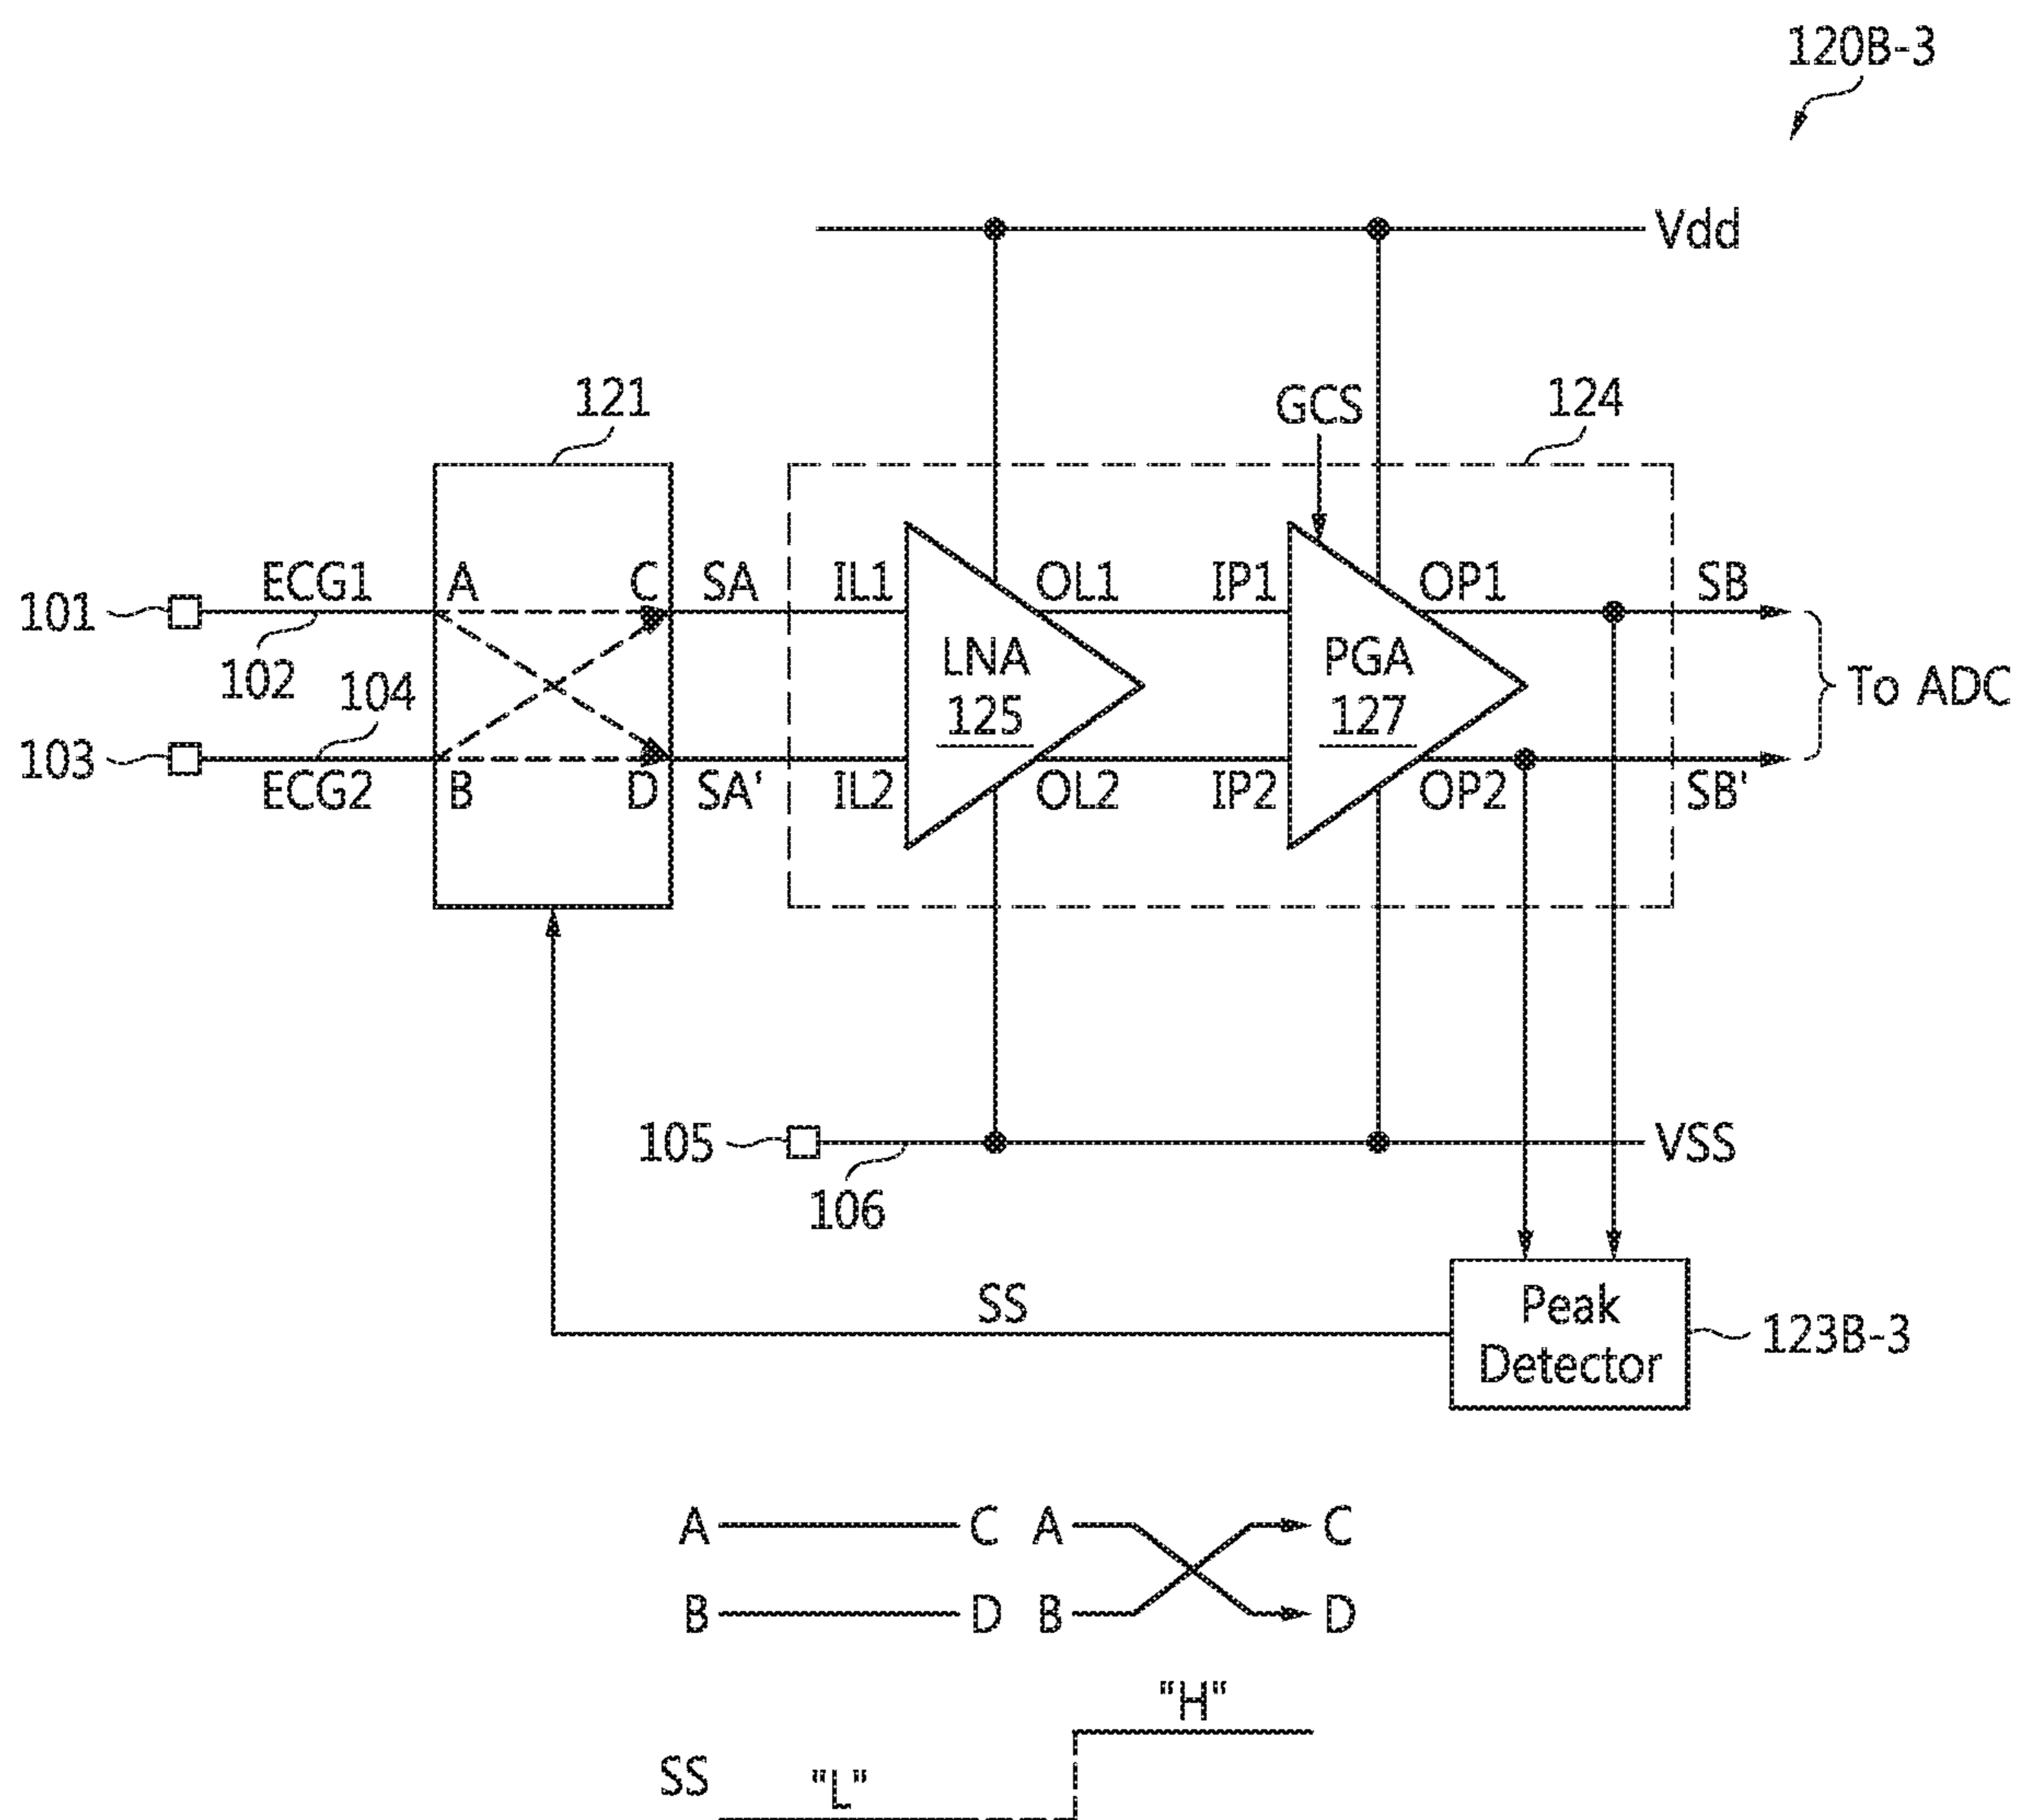 120B-3
Vdd
121
GCS
124
ECG1 A C SA IL1 OL1 IP1 OP1 SB
101
102
104
LNA
125
PGA
127
To ADC
103
ECG2 B D SA' IL2 OL2 IP2 OP2 SB'
105
VSS
106
SS
Peak
Detector
123B-3
A C A C
B D B D
"H"
SS "L"